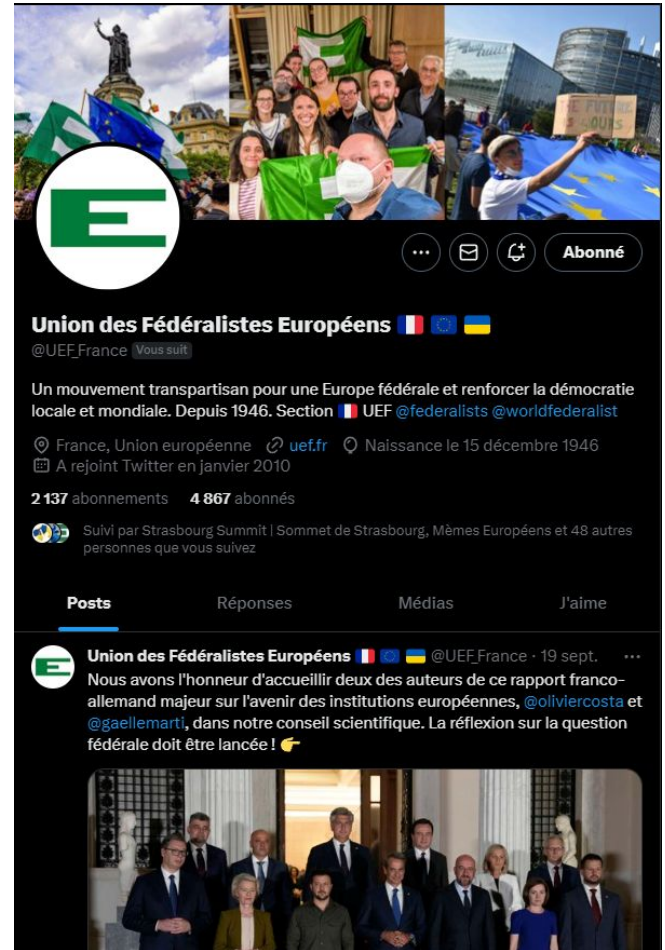 THE FUTURE
IS OURS
E
Abonné
Union des Fédéralistes Européens 🇫🇷 🇪🇺 🇺🇦
@UEF_France Vous suit
Un mouvement transpartisan pour une Europe fédérale et renforcer la démocratie
locale et mondiale. Depuis 1946. Section 🇫🇷 UEF @federalists @worldfederalist
France, Union européenne uef.fr Naissance le 15 décembre 1946
A rejoint Twitter en janvier 2010
2 137 abonnements 4 867 abonnés
Suivi par Strasbourg Summit | Sommet de Strasbourg, Mèmes Européens et 48 autres
personnes que vous suivez
Posts Réponses Médias J'aime
E
Union des Fédéralistes Européens 🇫🇷 🇪🇺 🇺🇦 @UEF_France · 19 sept. ···
Nous avons l'honneur d'accueillir deux des auteurs de ce rapport franco-
allemand majeur sur l'avenir des institutions européennes, @oliviercosta et
@gaellemarti, dans notre conseil scientifique. La réflexion sur la question
fédérale doit être lancée ! 👉